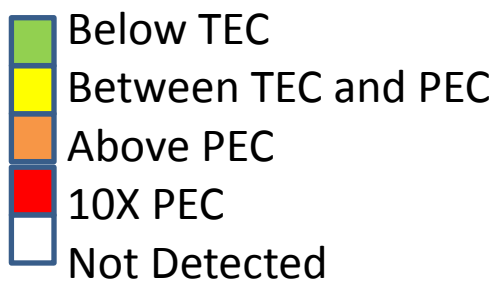 Below TEC
Between TEC and PEC
Above PEC
10X PEC
Not Detected